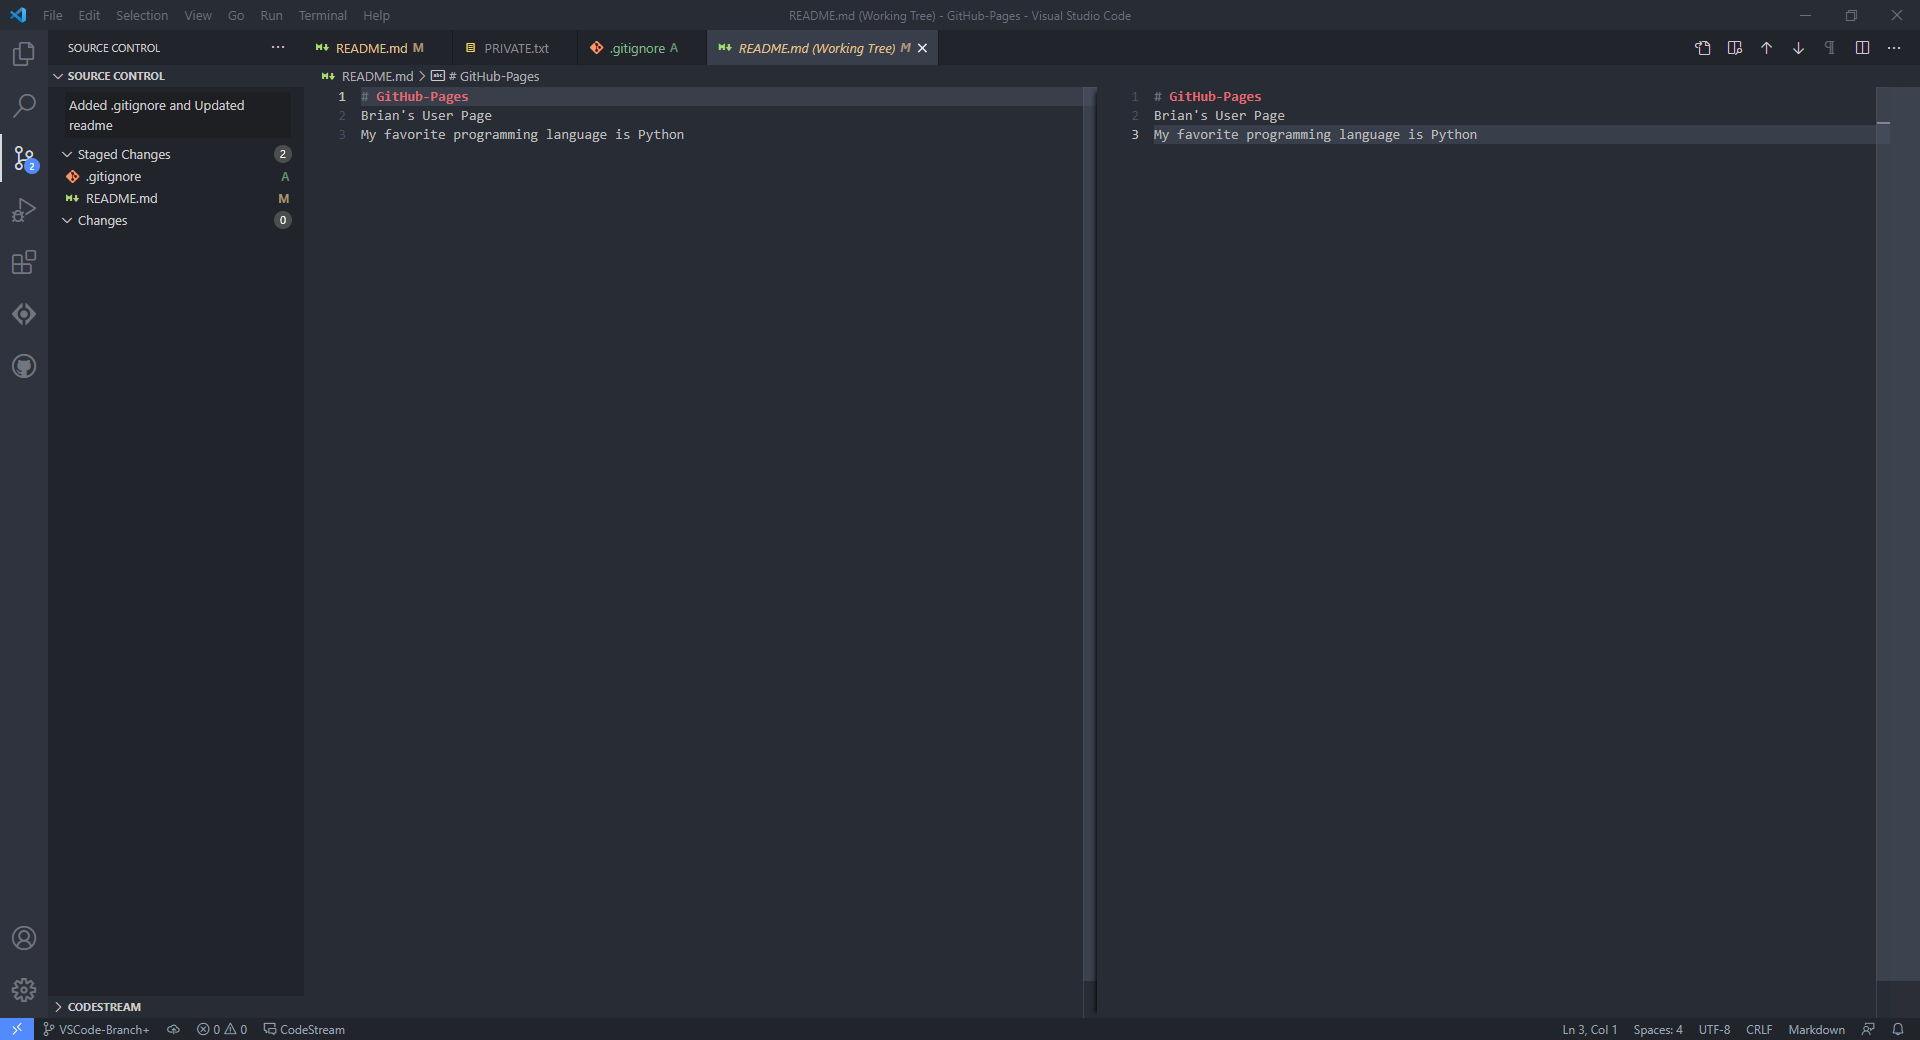 File Edit Selection View Go Run Terminal Help
README.md (Working Tree) - GitHub-Pages - Visual Studio Code
SOURCE CONTROL
README.md M
PRIVATE.txt
.gitignore A
README.md (Working Tree) M
SOURCE CONTROL
README.md > # GitHub-Pages
Added .gitignore and Updated
readme
Staged Changes 2
.gitignore A
README.md M
Changes 0
2
1 # GitHub-Pages
2 Brian's User Page
3 My favorite programming language is Python
1 # GitHub-Pages
2 Brian's User Page
3 My favorite programming language is Python
CODESTREAM
VSCode-Branch+ 0 0 CodeStream
Ln 3, Col 1 Spaces: 4 UTF-8 CRLF Markdown